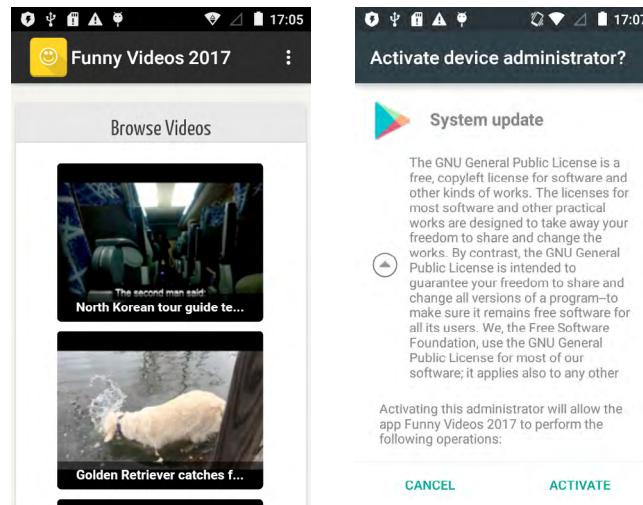 17:05
Funny Videos 2017
Browse Videos
The second man said:
North Korean tour guide te...
Golden Retriever catches f...
17:07
Activate device administrator?
System update
The GNU General Public License is a
free, copyleft license for software and
other kinds of works. The licenses for
most software and other practical
works are designed to take away your
freedom to share and change the
works. By contrast, the GNU General
Public License is intended to
guarantee your freedom to share and
change all versions of a program--to
make sure it remains free software for
all its users. We, the Free Software
Foundation, use the GNU General
Public License for most of our
software; it applies also to any other
Activating this administrator will allow the
app Funny Videos 2017 to perform the
following operations:
CANCEL
ACTIVATE